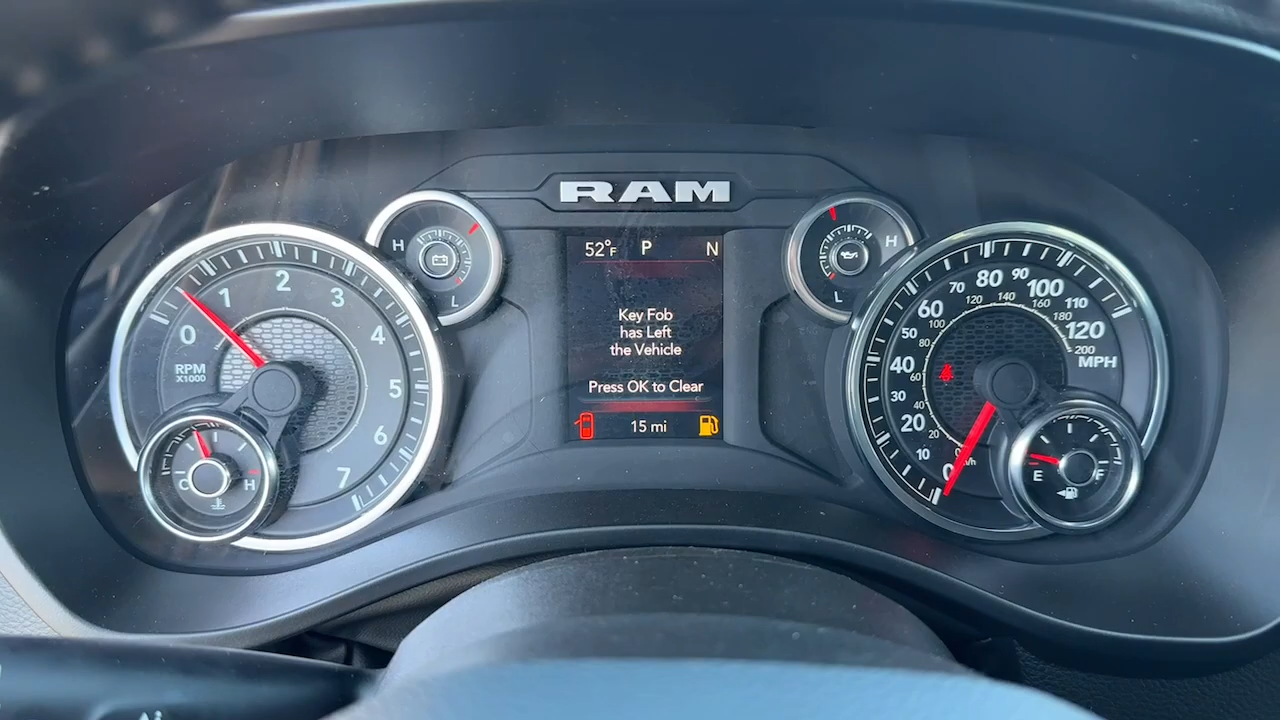 RAM
52°F P N
Key Fob
has Left
the Vehicle
Press OK to Clear
15 mi
0 1 2 3 4 5 6 7
RPM
X1000
C H
H
L
H
L
0 10 20 30 40 50 60 70 80 90 100 110 120
MPH
20 40 60 80 100 120 140 160 180 200
E F